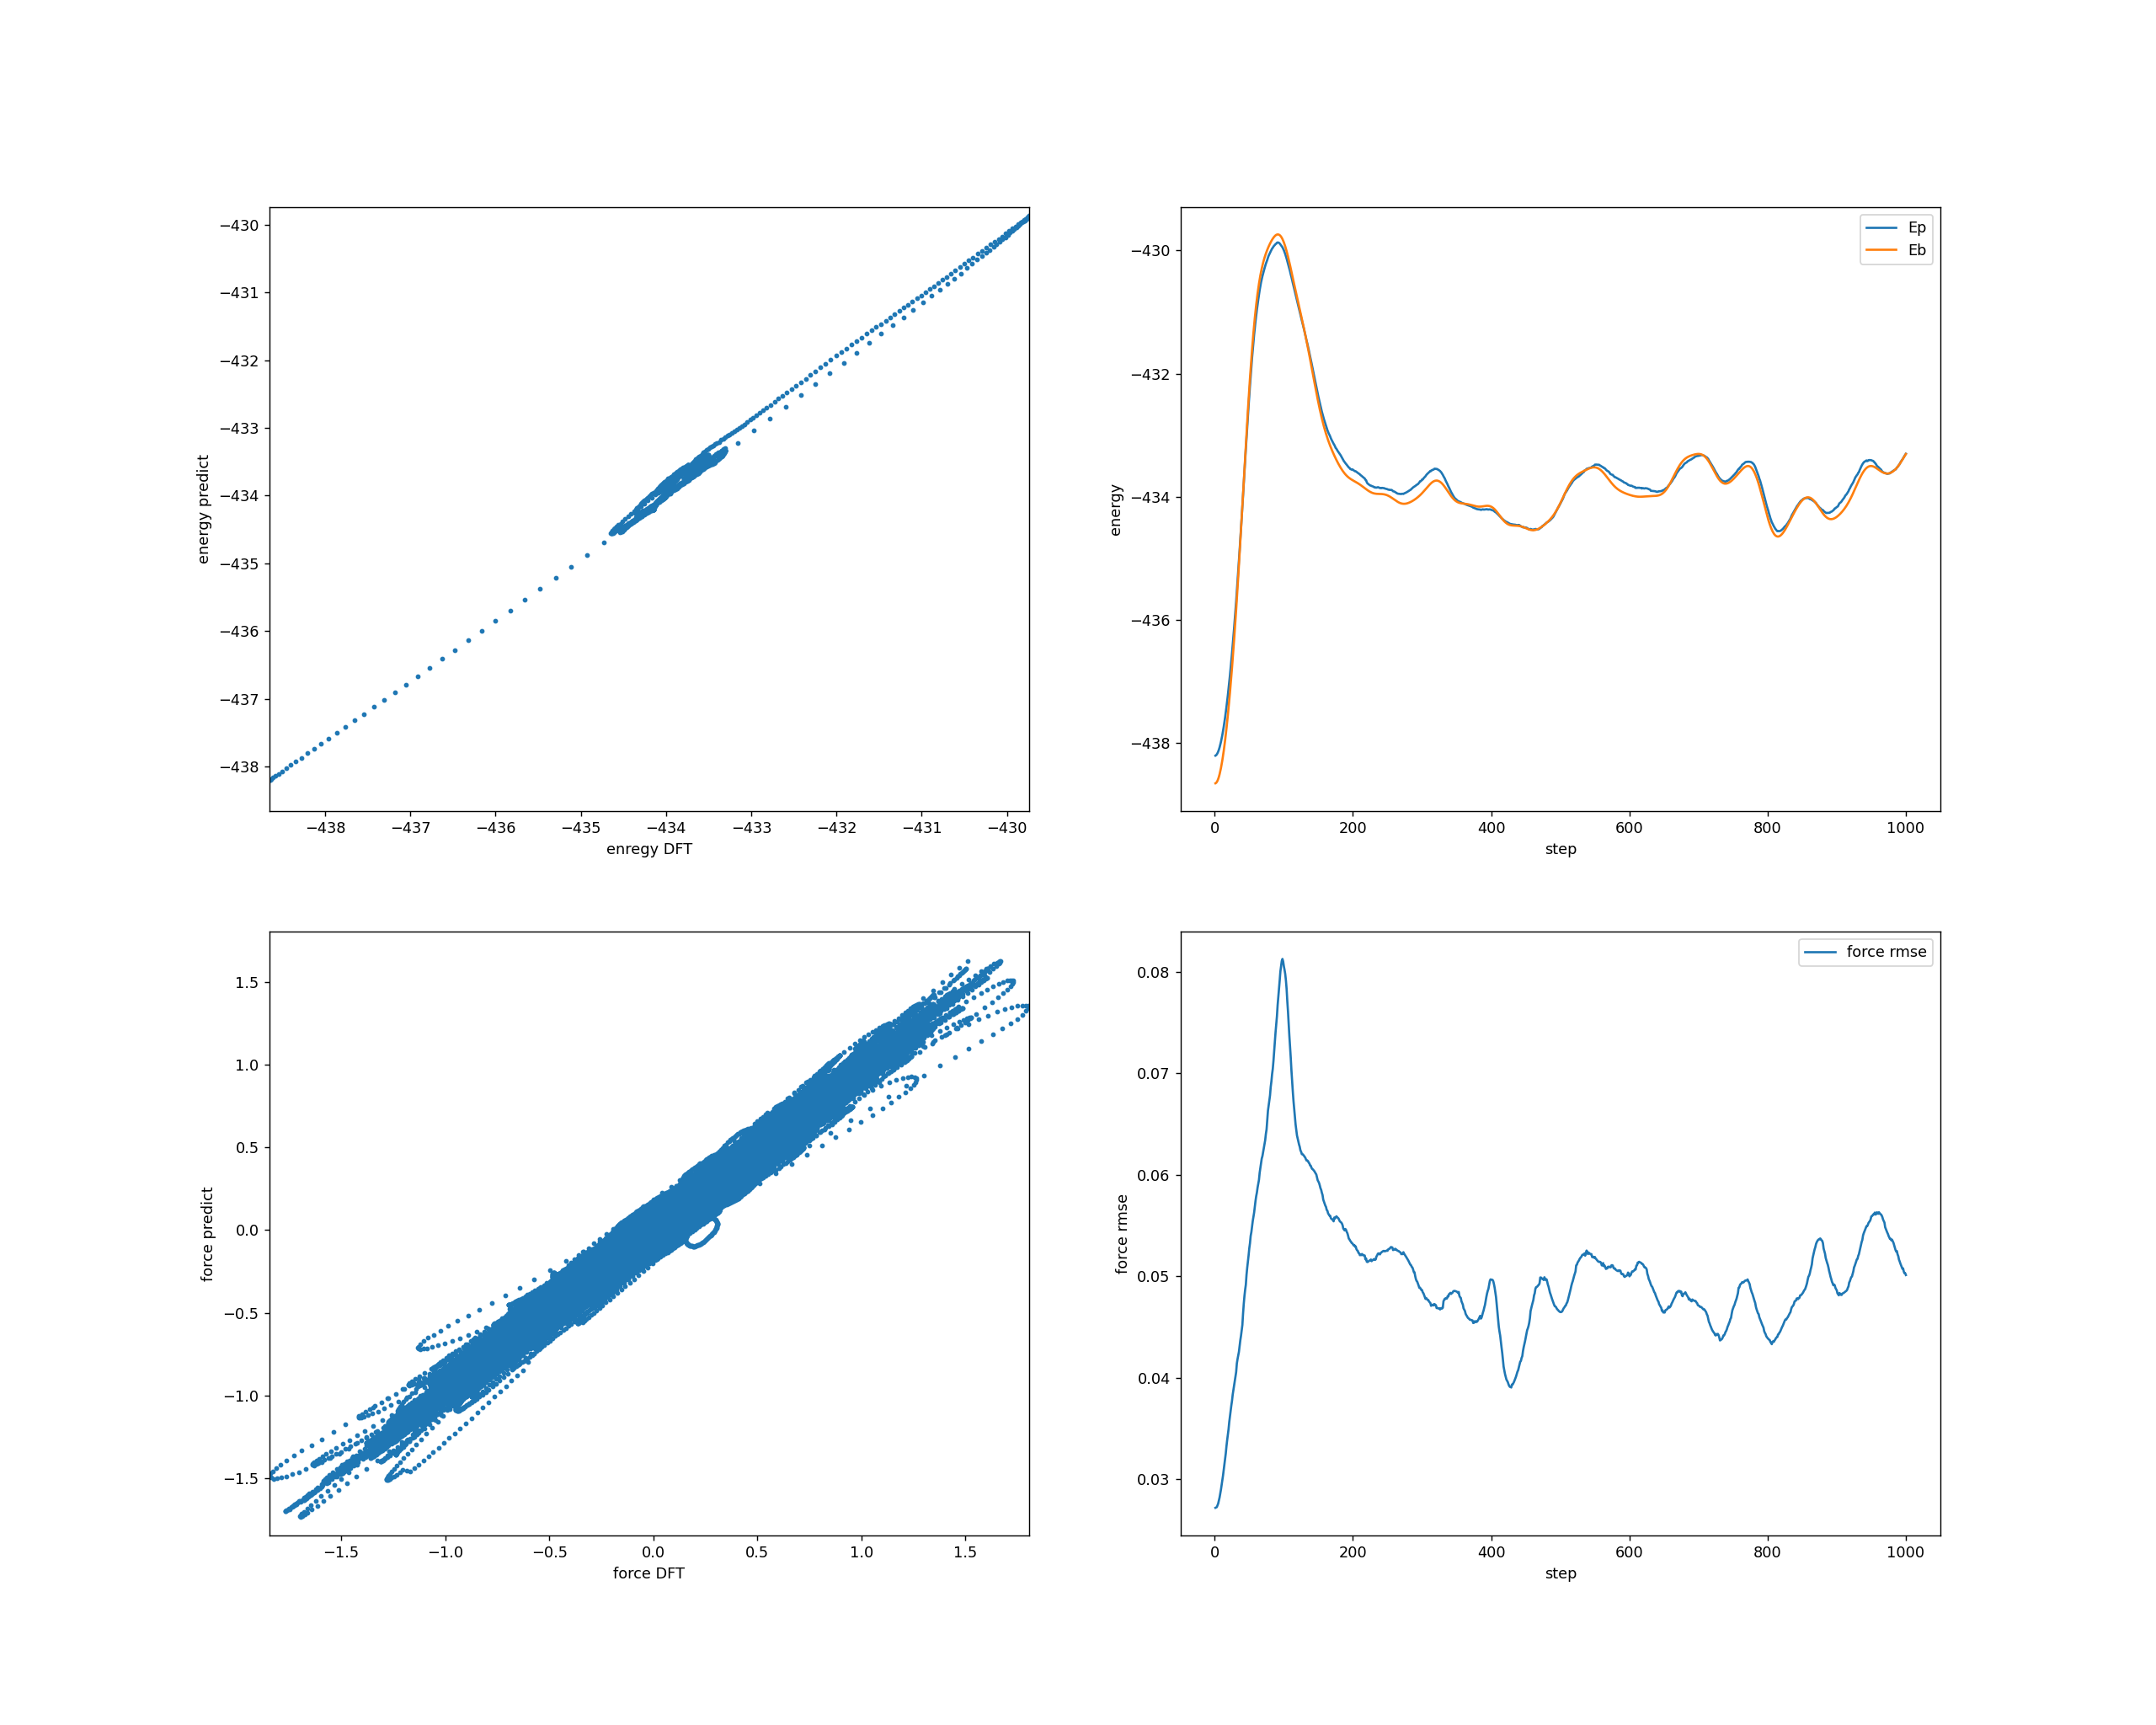 −430
−431
−432
−433
−434
−435
−436
−437
−438
energy predict
−438 −437 −436 −435 −434 −433 −432 −431 −430
enregy DFT
Ep
Eb
−430
−432
−434
−436
−438
energy
0 200 400 600 800 1000
step
1.5
1.0
0.5
0.0
−0.5
−1.0
−1.5
force predict
−1.5 −1.0 −0.5 0.0 0.5 1.0 1.5
force DFT
force rmse
0.08
0.07
0.06
0.05
0.04
0.03
force rmse
0 200 400 600 800 1000
step